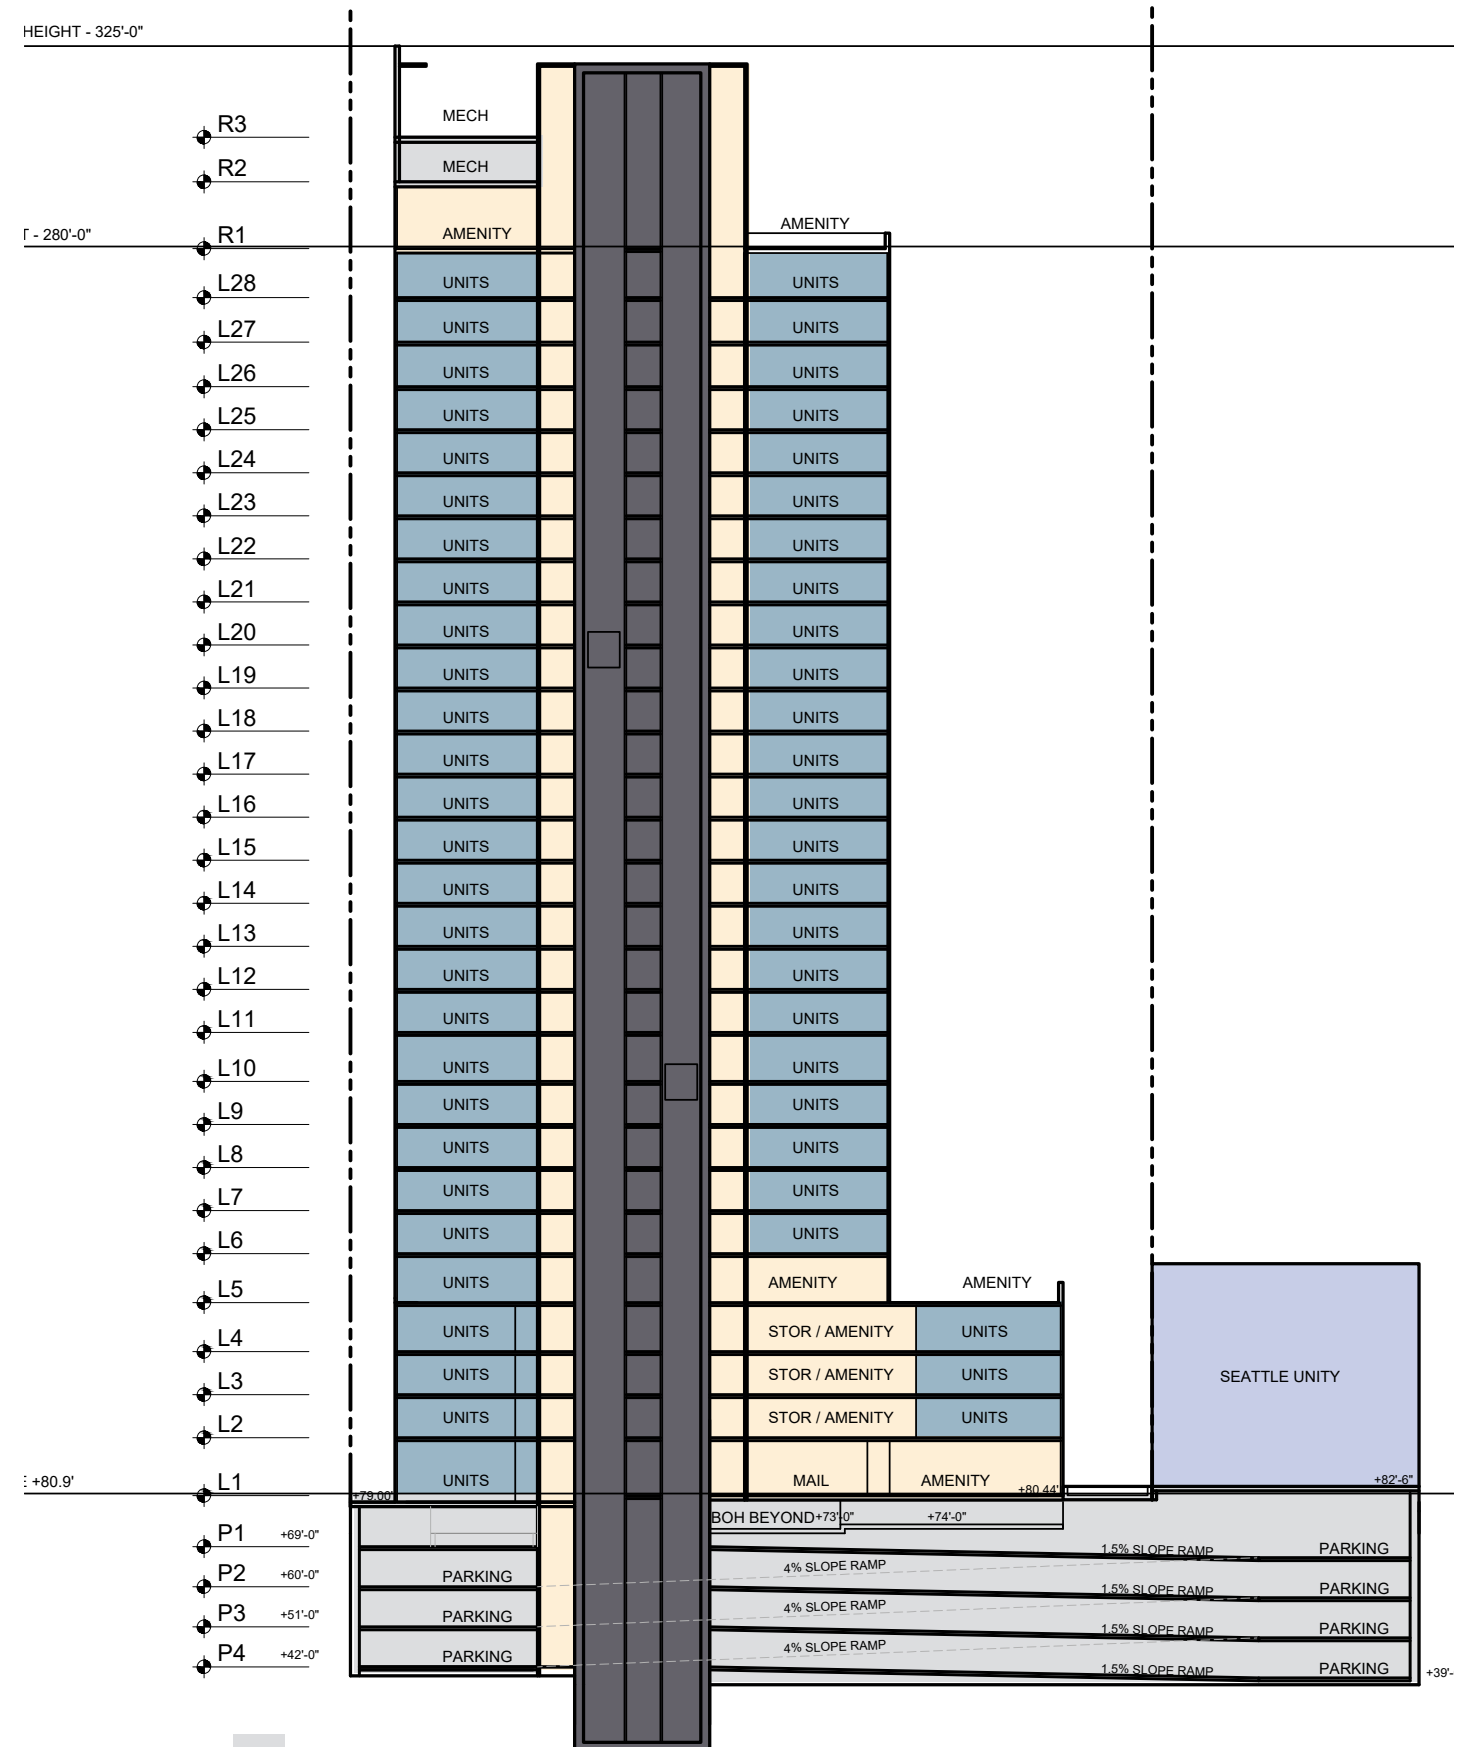 HEIGHT - 325'-0"
MECH
R3
MECH
R2
AMENITY
T - 280'-0"
R1
AMENITY
L28
UNITS
UNITS
L27
UNITS
UNITS
L26
UNITS
UNITS
L25
UNITS
UNITS
L24
UNITS
UNITS
L23
UNITS
UNITS
L22
UNITS
UNITS
L21
UNITS
UNITS
L20
UNITS
UNITS
L19
UNITS
UNITS
L18
UNITS
UNITS
L17
UNITS
UNITS
L16
UNITS
UNITS
L15
UNITS
UNITS
L14
UNITS
UNITS
L13
UNITS
UNITS
L12
UNITS
UNITS
L11
UNITS
UNITS
L10
UNITS
UNITS
L9
UNITS
UNITS
L8
UNITS
UNITS
L7
UNITS
UNITS
L6
UNITS
UNITS
L5
UNITS
AMENITY
AMENITY
L4
UNITS
STOR / AMENITY
UNITS
L3
UNITS
STOR / AMENITY
UNITS
SEATTLE UNITY
L2
UNITS
STOR / AMENITY
UNITS
E +80.9'
L1
UNITS
MAIL
AMENITY
+79.00'
+80.44'
+82'-6"
P1 +69'-0"
BOH BEYOND
+73'-0"
+74'-0"
1.5% SLOPE RAMP
PARKING
P2 +60'-0"
PARKING
4% SLOPE RAMP
1.5% SLOPE RAMP
PARKING
P3 +51'-0"
PARKING
4% SLOPE RAMP
1.5% SLOPE RAMP
PARKING
P4 +42'-0"
PARKING
4% SLOPE RAMP
1.5% SLOPE RAMP
PARKING
+39'-